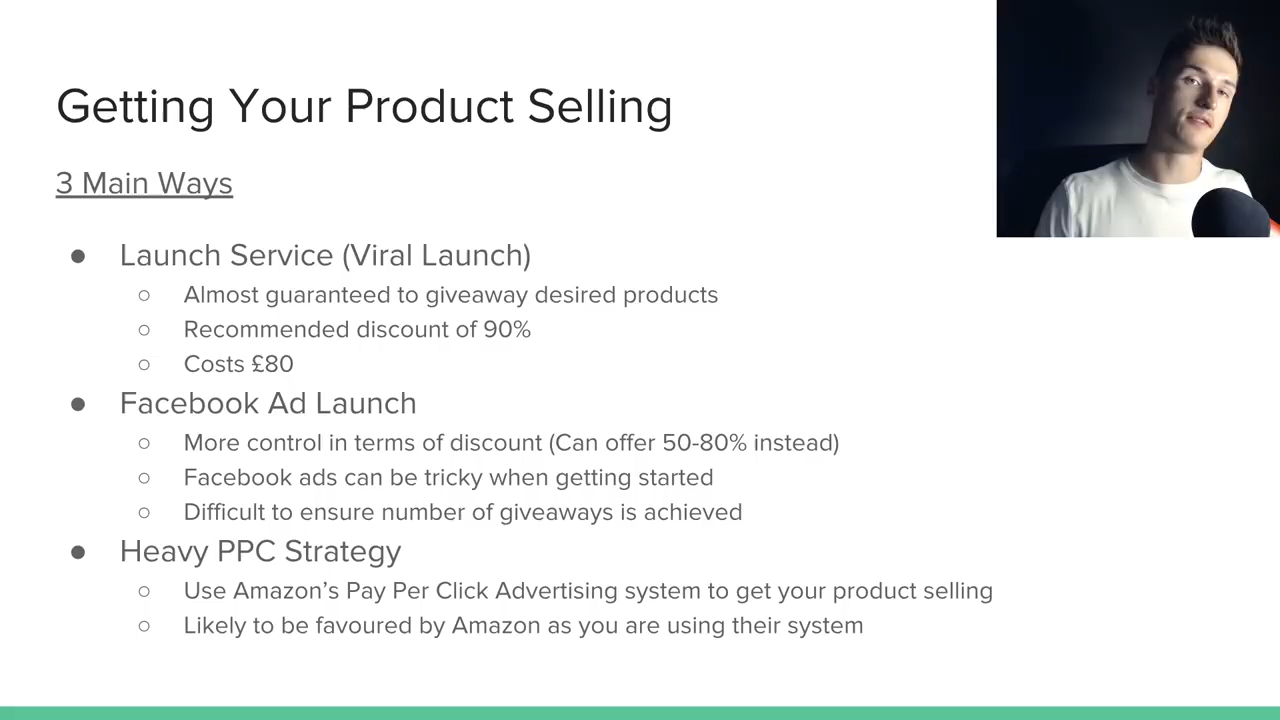 Getting Your Product Selling
3 Main Ways
● Launch Service (Viral Launch)
○ Almost guaranteed to giveaway desired products
○ Recommended discount of 90%
○ Costs £80
● Facebook Ad Launch
○ More control in terms of discount (Can offer 50-80% instead)
○ Facebook ads can be tricky when getting started
○ Difficult to ensure number of giveaways is achieved
● Heavy PPC Strategy
○ Use Amazon’s Pay Per Click Advertising system to get your product selling
○ Likely to be favoured by Amazon as you are using their system